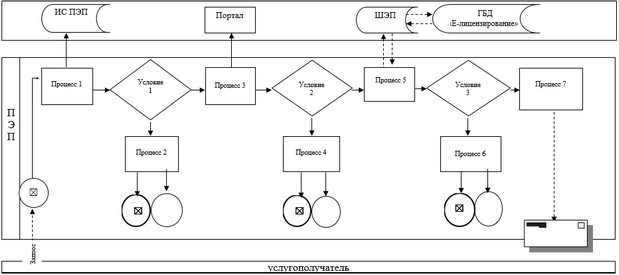 ИС ПЭП
Портал
ШЭП
ГБД
(Е-лицензирование)
П
Э
П
Процесс 1
Условие
1
Процесс 3
Условие
2
Процесс 5
Условие
3
Процесс 7
Процесс 2
Процесс 4
Процесс 6
Запос
услугополучатель